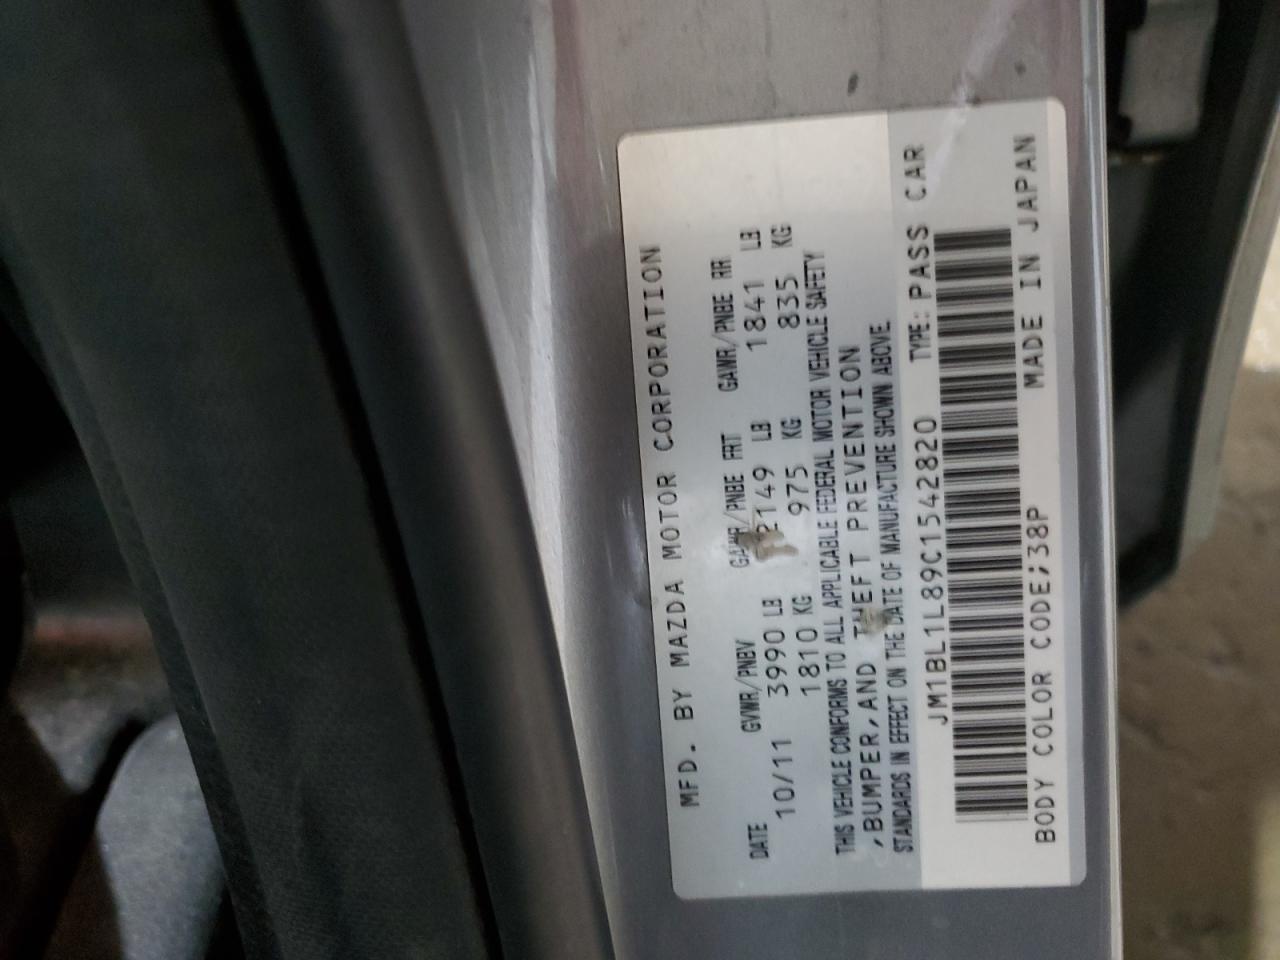 MFD. BY MAZDA MOTOR CORPORATION
DATE GVWR/PNBV GAWR/PNBE FRT GAWR/PNBE RR
10/11 3990 LB 2149 LB 1841 LB
1810 KG 975 KG 835 KG
THIS VEHICLE CONFORMS TO ALL APPLICABLE FEDERAL MOTOR VEHICLE SAFETY
,BUMPER,AND THEFT PREVENTION
STANDARDS IN EFFECT ON THE DATE OF MANUFACTURE SHOWN ABOVE.
JM1BL1L89C1542820 TYPE: PASS CAR
BODY COLOR CODE;38P MADE IN JAPAN